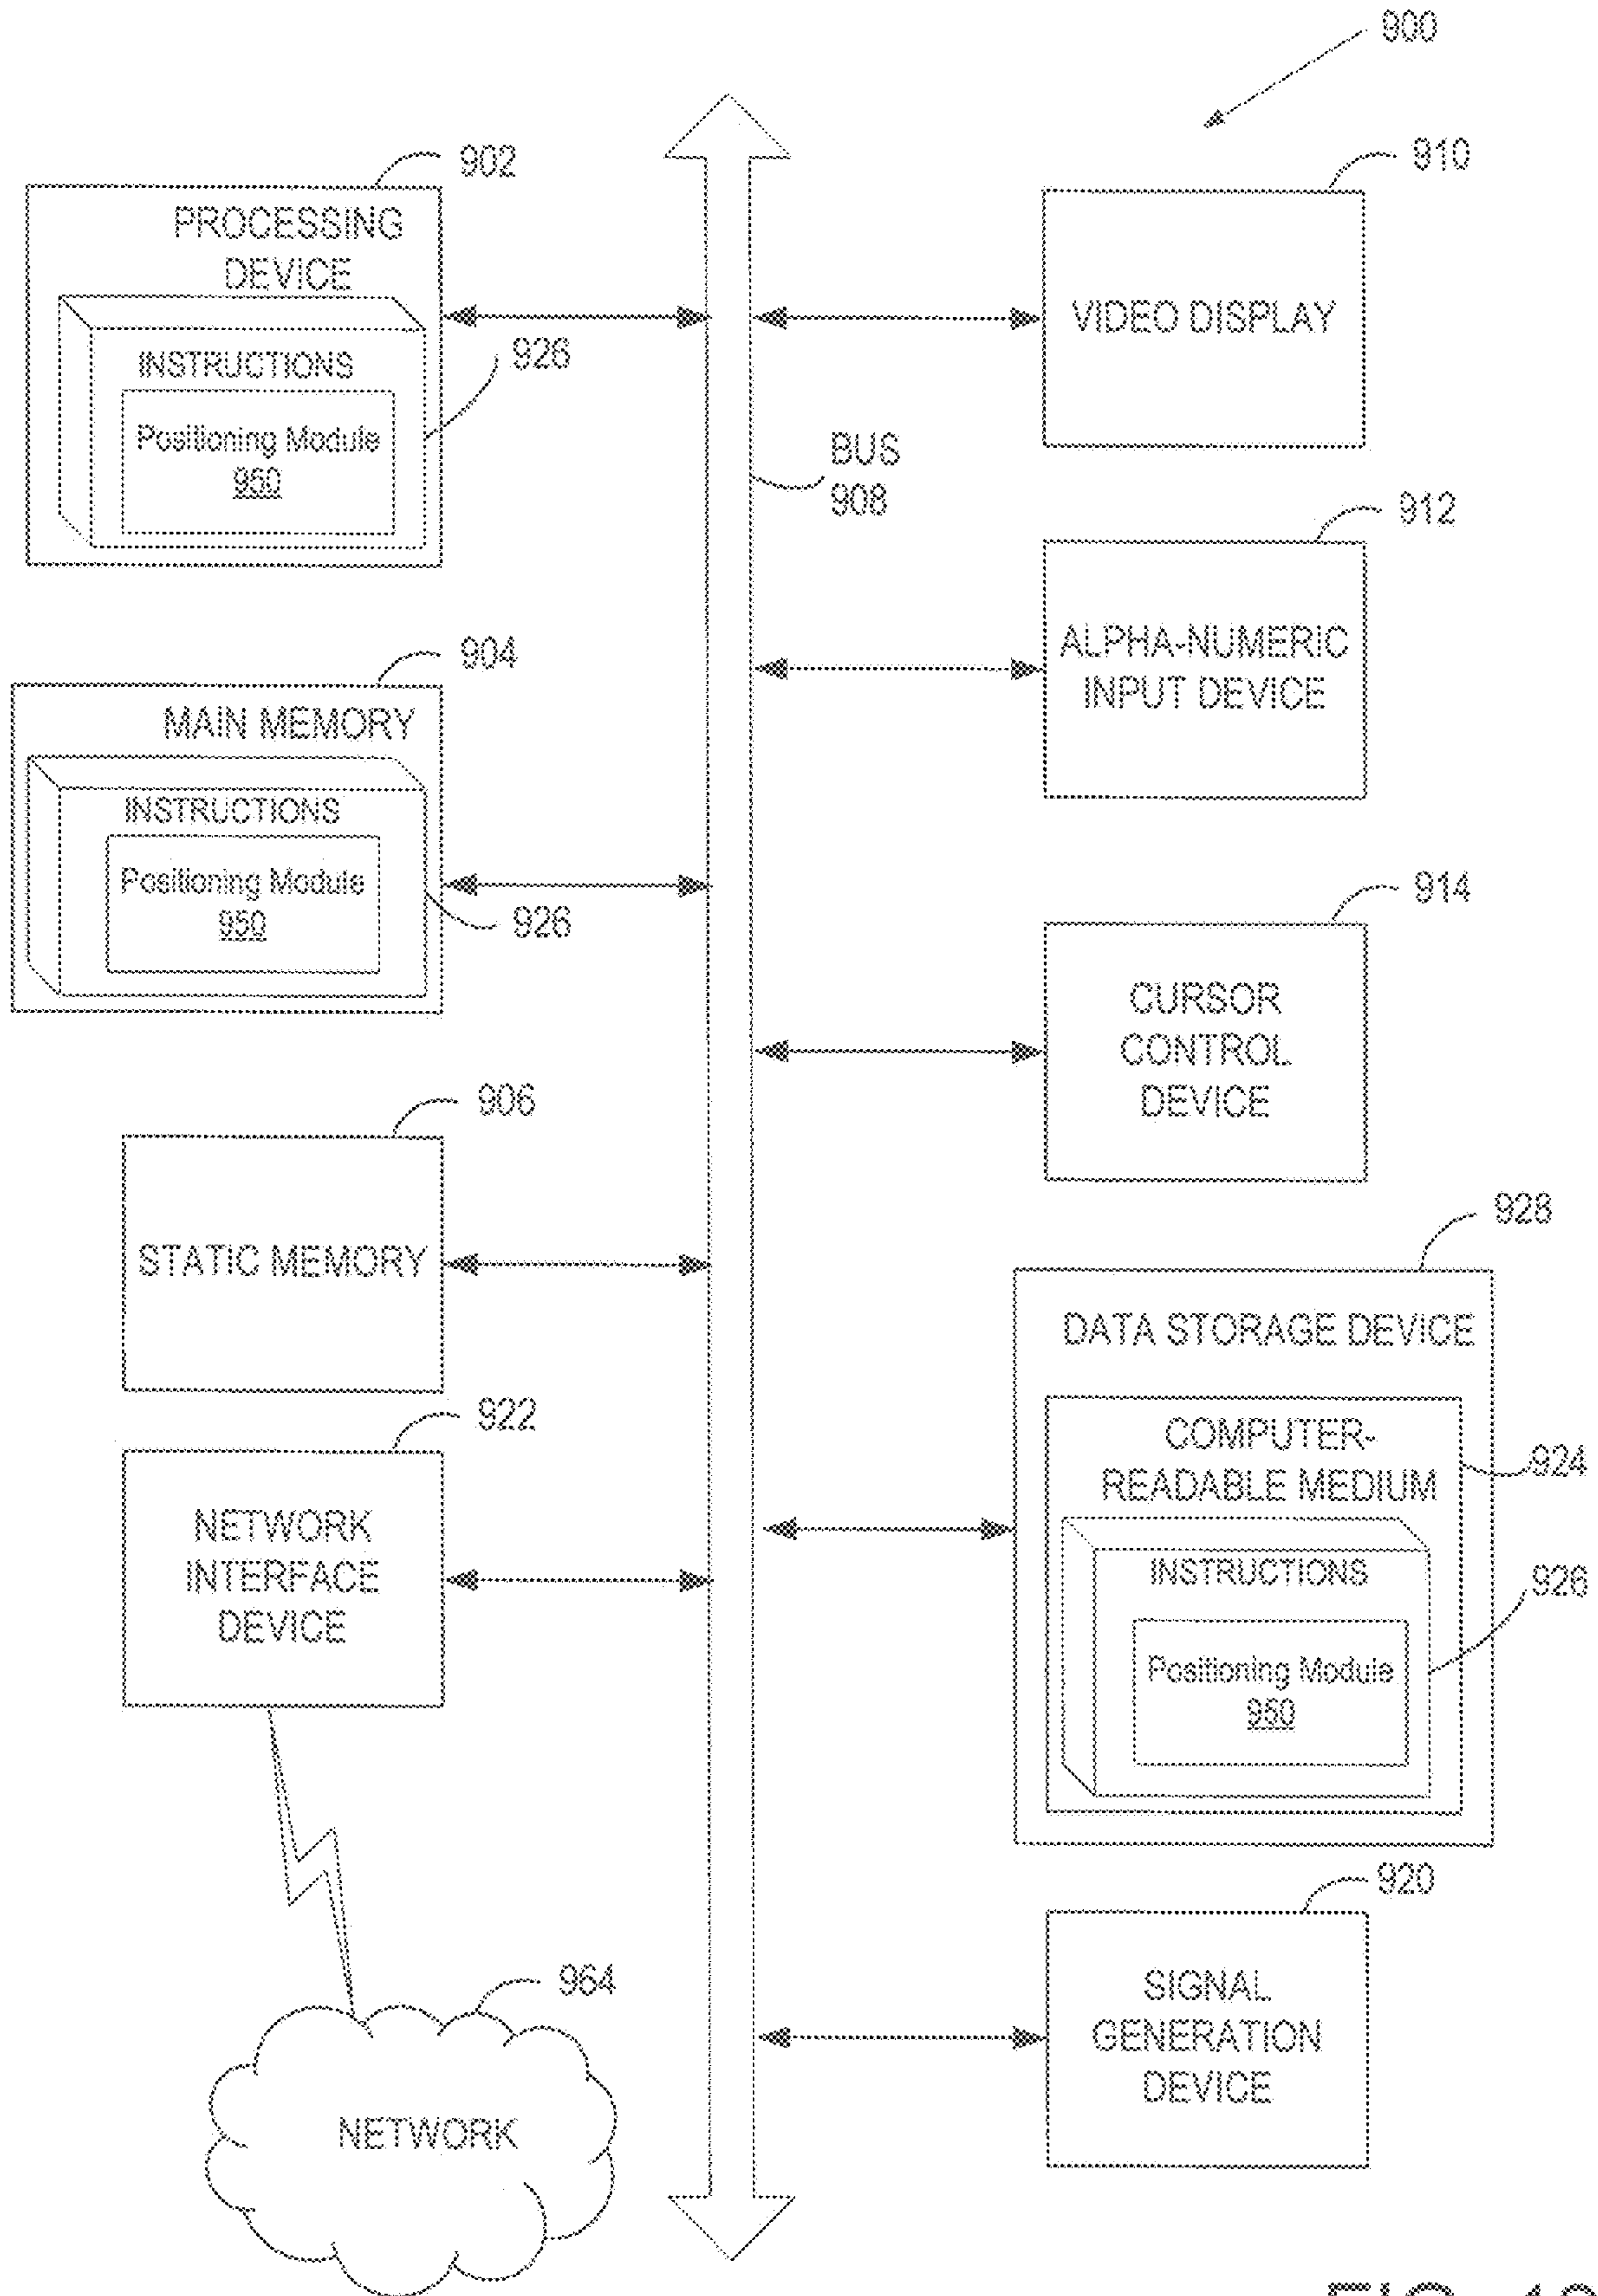 900
902
PROCESSING
DEVICE
INSTRUCTIONS
Positioning Module
950
926
904
MAIN MEMORY
INSTRUCTIONS
Positioning Module
950
926
906
STATIC MEMORY
922
NETWORK
INTERFACE
DEVICE
964
NETWORK
BUS
908
910
VIDEO DISPLAY
912
ALPHA-NUMERIC
INPUT DEVICE
914
CURSOR
CONTROL
DEVICE
928
DATA STORAGE DEVICE
COMPUTER-
READABLE MEDIUM
924
INSTRUCTIONS
926
Positioning Module
950
920
SIGNAL
GENERATION
DEVICE